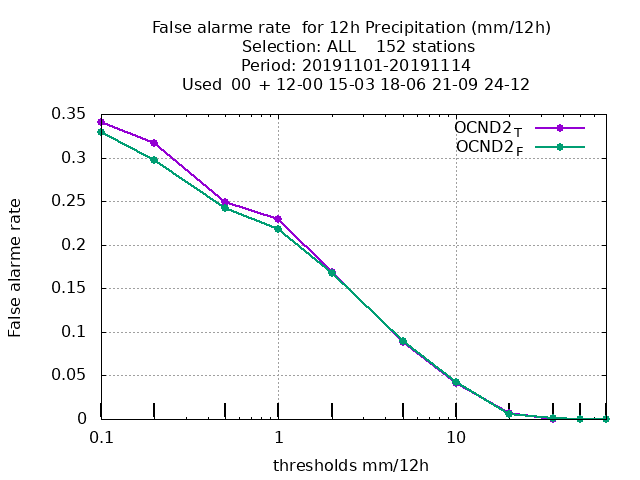 False alarme rate  for 12h Precipitation (mm/12h)
Selection: ALL    152 stations
Period: 20191101-20191114
Used  00  + 12-00 15-03 18-06 21-09 24-12
OCND2T
OCND2F
0.35
0.3
0.25
0.2
0.15
0.1
0.05
0
False alarme rate
0.1 1 10
thresholds mm/12h